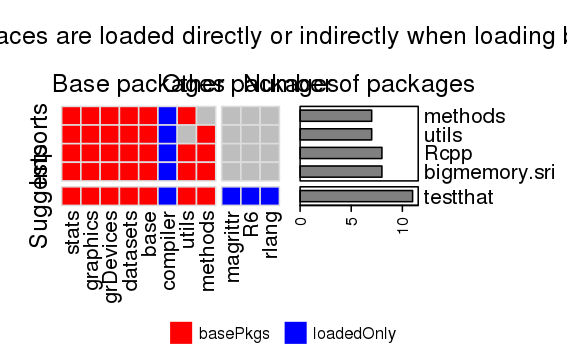 aces are loaded directly or indirectly when loading b
Base packages
Other packages
Number of packages
Imports
Suggests
methods
utils
Rcpp
bigmemory.sri
testthat
0
5
10
stats
graphics
grDevices
datasets
base
compiler
utils
methods
magrittr
R6
rlang
basePkgs
loadedOnly